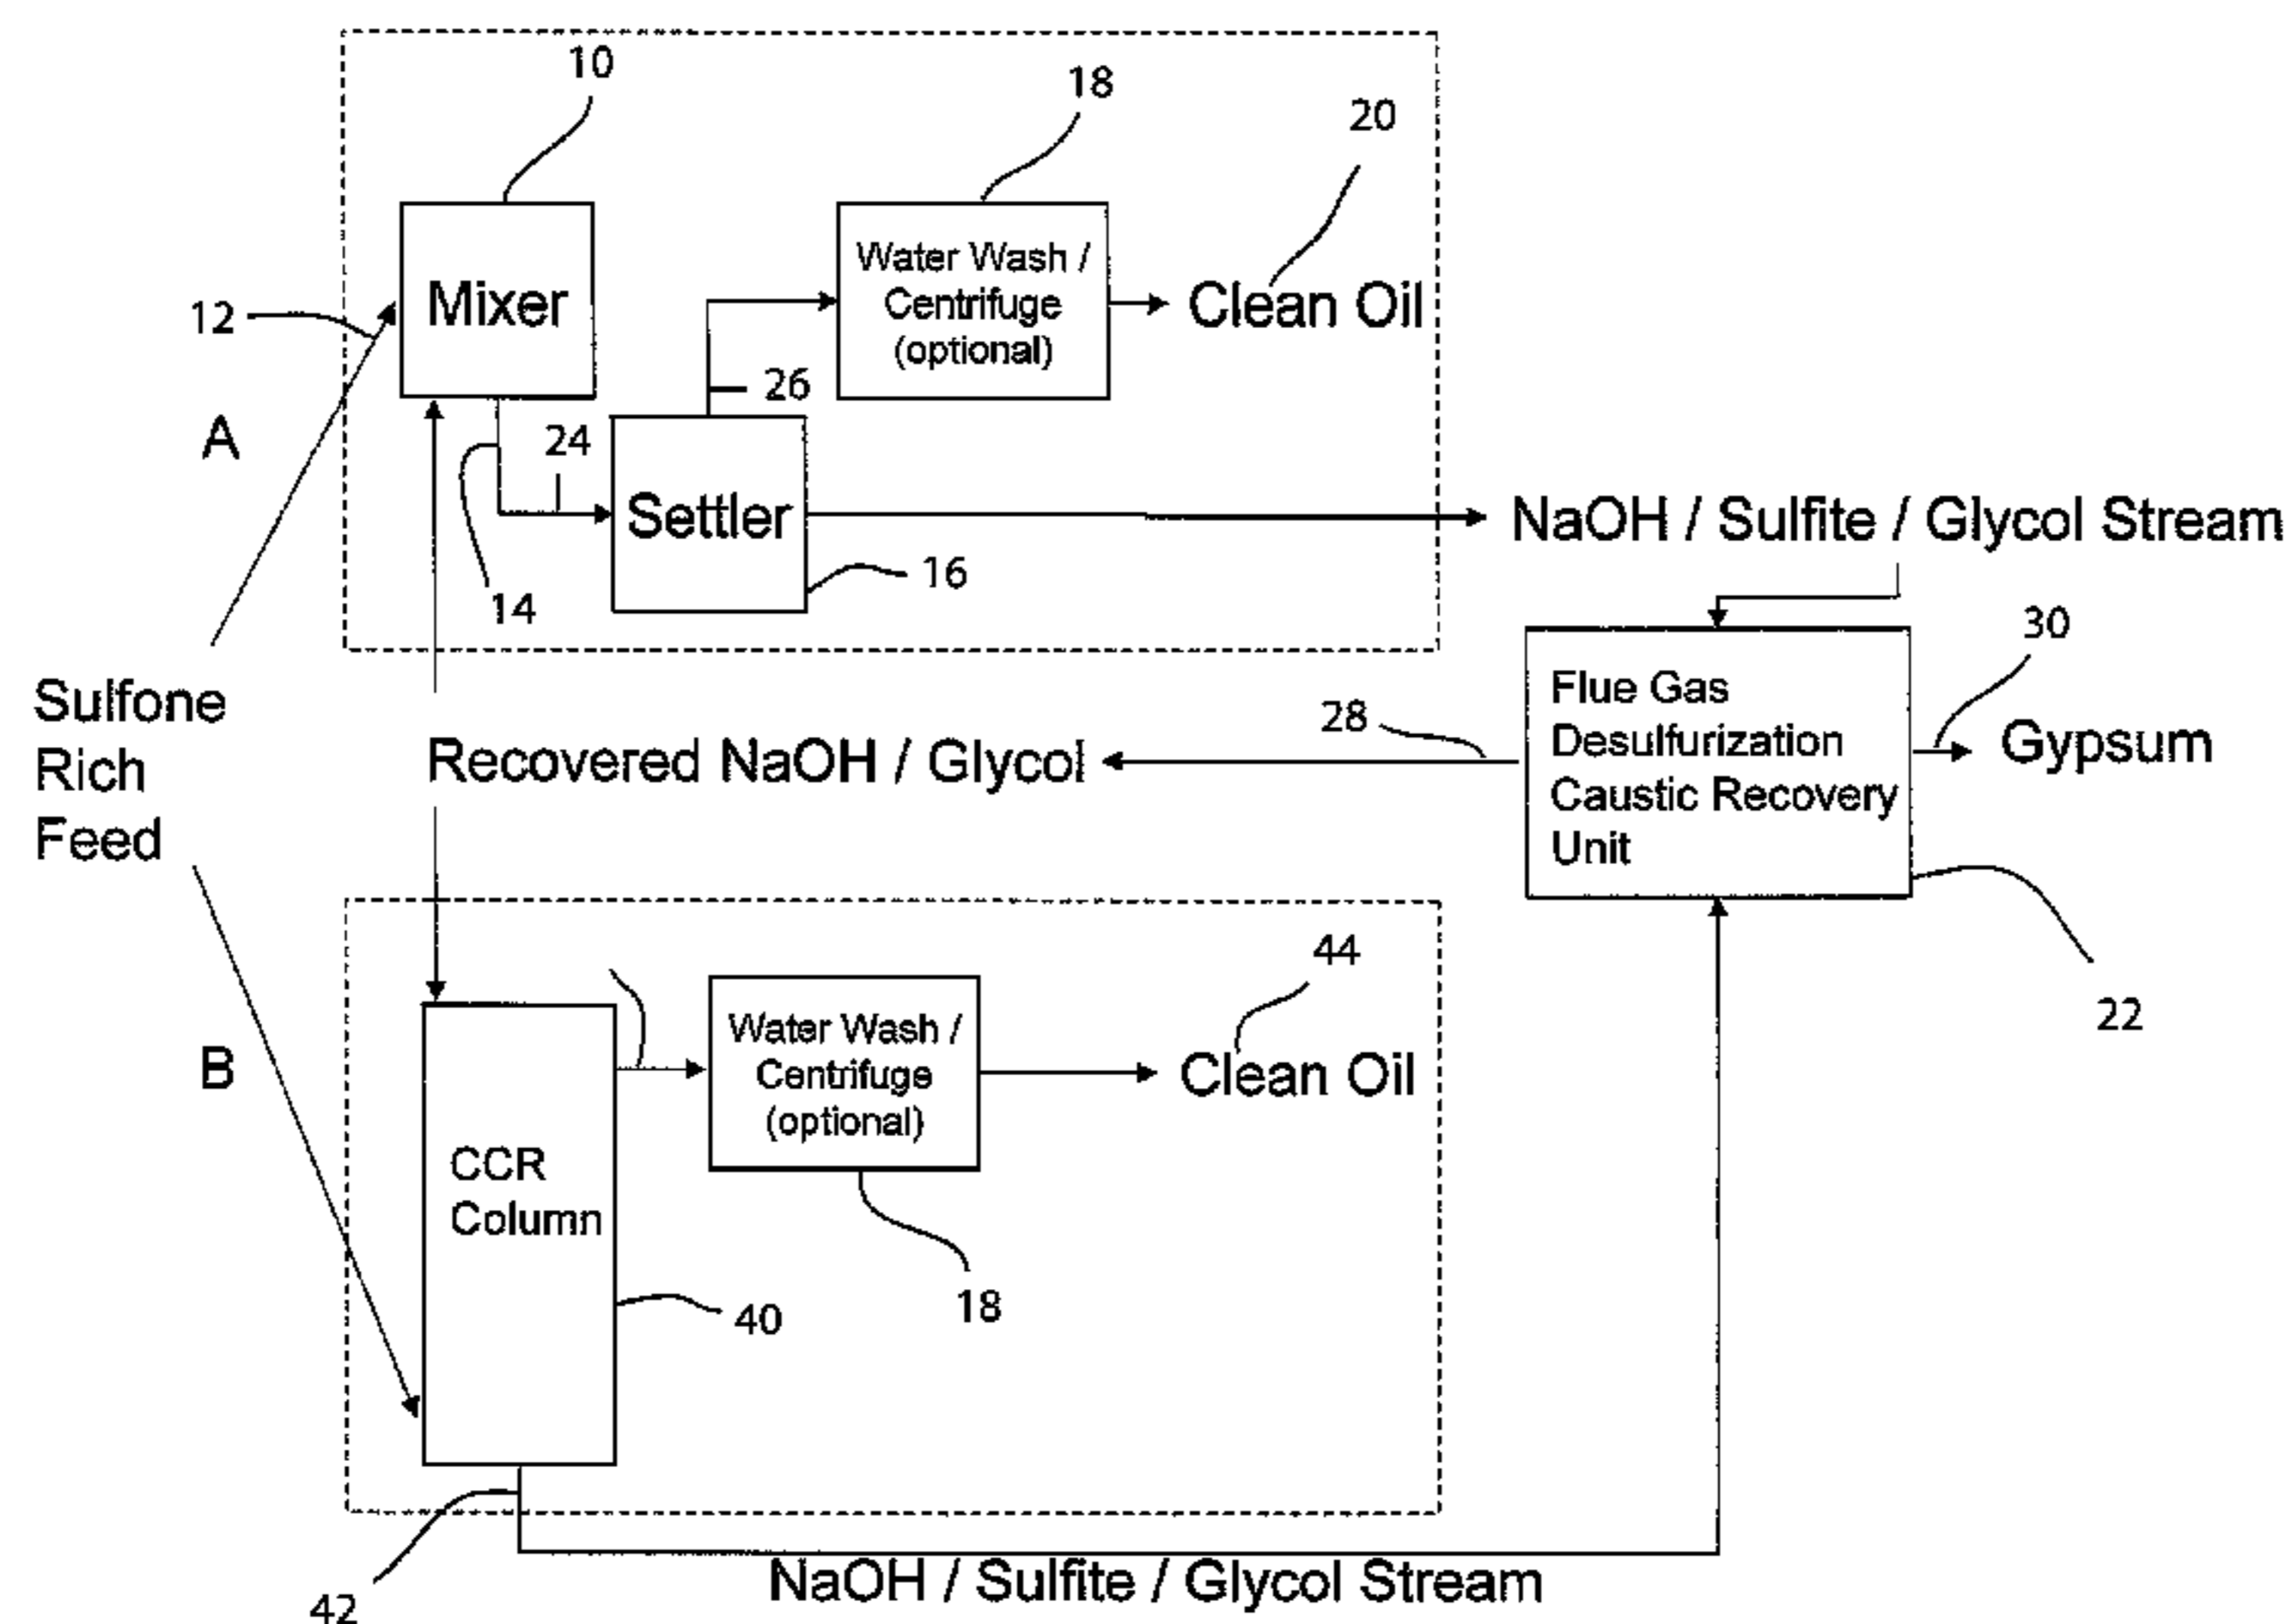 10
18
20
Mixer
Water Wash /
Centrifuge
(optional)
Clean Oil
12
26
A
24
Settler
NaOH / Sulfite / Glycol Stream
14
16
30
Sulfone
Rich
Feed
Recovered NaOH / Glycol
28
Flue Gas
Desulfurization
Caustic Recovery
Unit
Gypsum
22
44
B
Water Wash /
Centrifuge
(optional)
Clean Oil
CCR
Column
40
18
42
NaOH / Sulfite / Glycol Stream